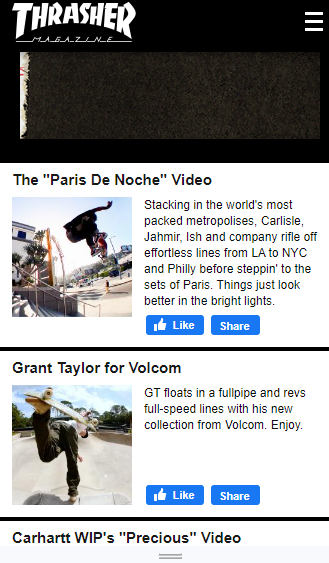 THRASHER
MAGAZINE
The "Paris De Noche" Video
Stacking in the world's most
packed metropolises, Carlisle,
Jahmir, Ish and company rifle off
effortless lines from LA to NYC
and Philly before steppin' to the
sets of Paris. Things just look
better in the bright lights.
Like Share
Grant Taylor for Volcom
GT floats in a fullpipe and revs
full-speed lines with his new
collection from Volcom. Enjoy.
Like Share
Carhartt WIP's "Precious" Video